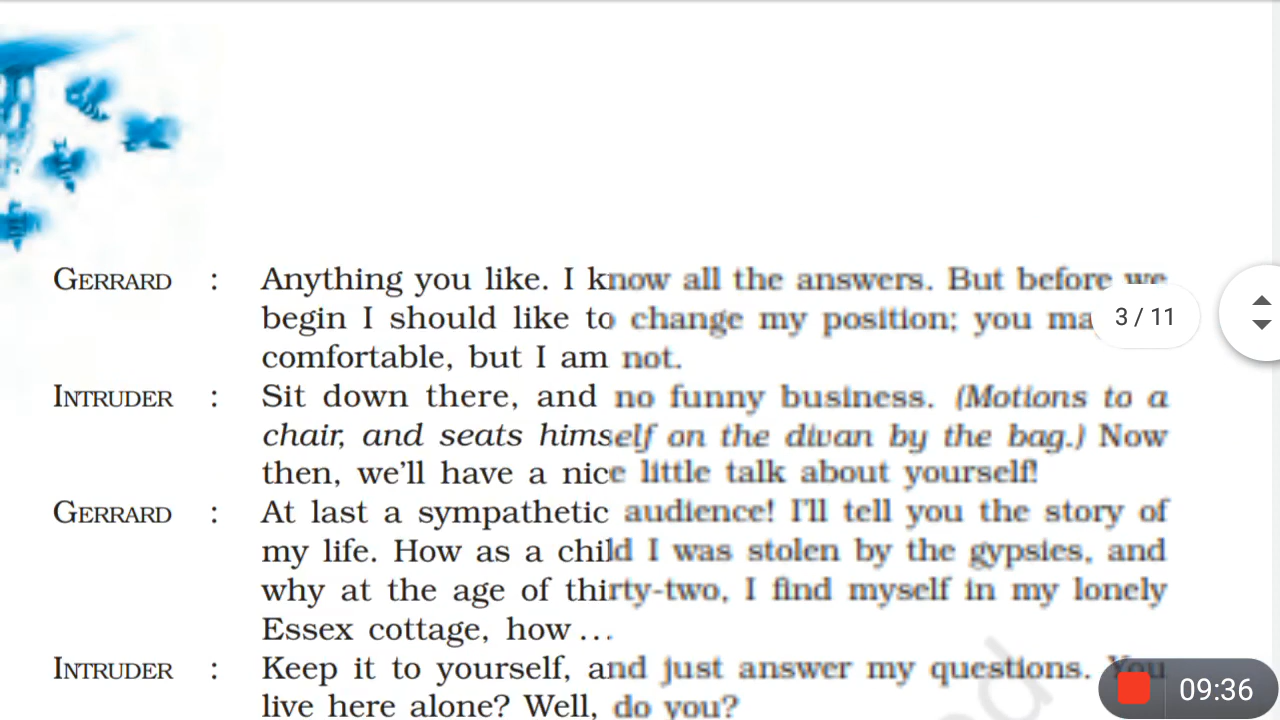 GERRARD : Anything you like. I know all the answers. But before we
begin I should like to change my position; you ma
3 / 11
comfortable, but I am not.
INTRUDER : Sit down there, and no funny business. (Motions to a
chair, and seats himself on the divan by the bag.) Now
then, we'll have a nice little talk about yourself!
GERRARD : At last a sympathetic audience! I'll tell you the story of
my life. How as a child I was stolen by the gypsies, and
why at the age of thirty-two, I find myself in my lonely
Essex cottage, how ...
INTRUDER : Keep it to yourself, and just answer my questions. You
live here alone? Well, do you?
09:36